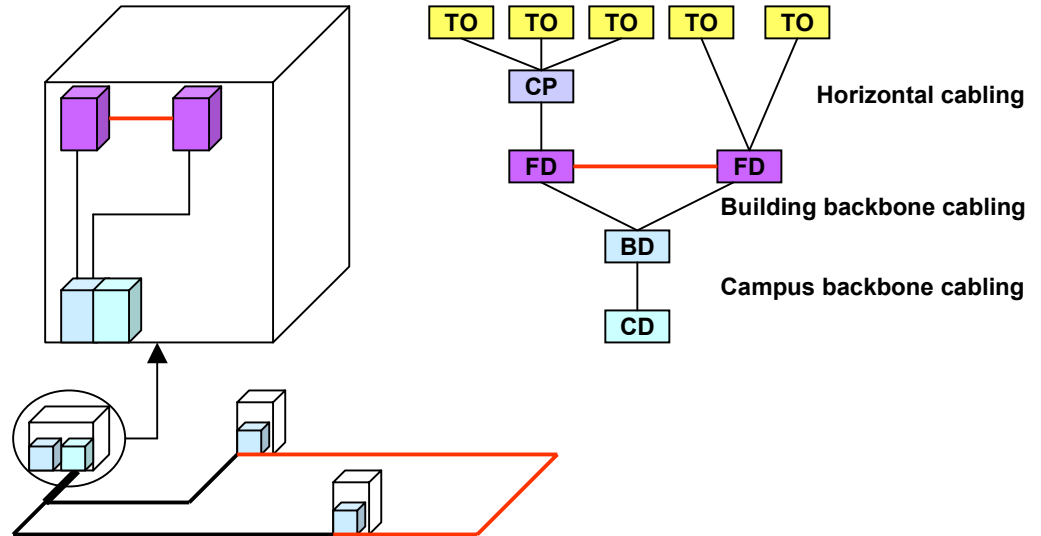 TO TO TO TO TO
CP
Horizontal cabling
FD FD
Building backbone cabling
BD
Campus backbone cabling
CD